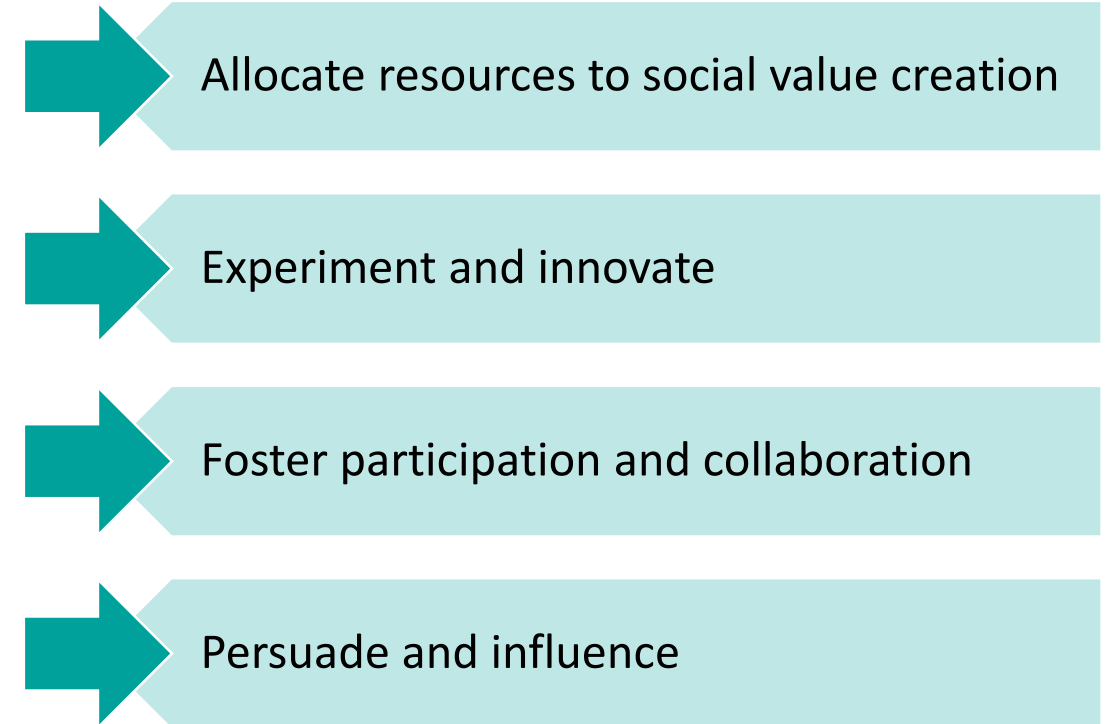 Allocate resources to social value creation
Experiment and innovate
Foster participation and collaboration
Persuade and influence